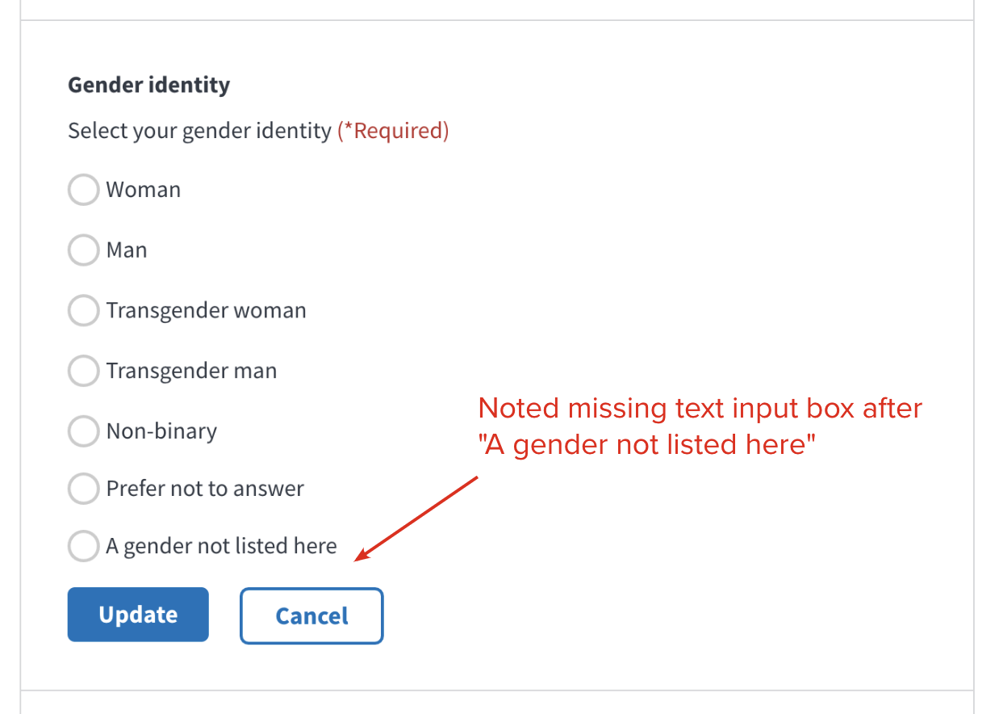 Gender identity
Select your gender identity (*Required)
Woman
Man
Transgender woman
Transgender man
Non-binary
Prefer not to answer
A gender not listed here
Noted missing text input box after
"A gender not listed here"
Update
Cancel